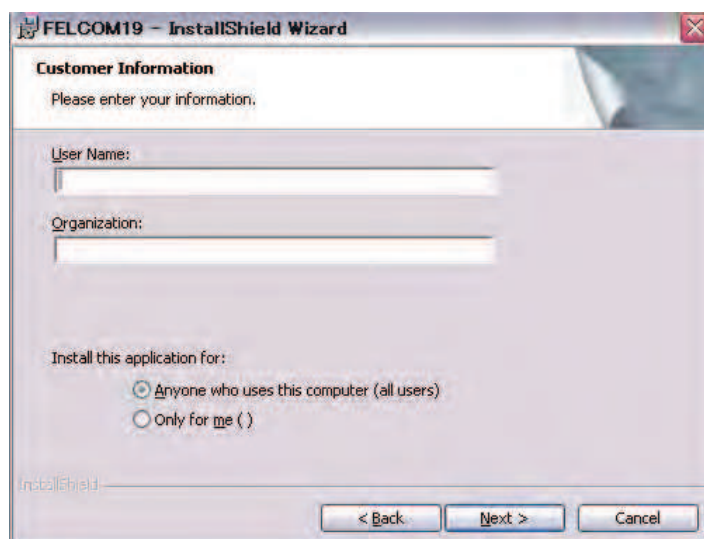 FELCOM19 - InstallShield Wizard
Customer Information
Please enter your information.
User Name:
Organization:
Install this application for:
Anyone who uses this computer (all users)
Only for me ( )
InstallShield
< Back
Next >
Cancel